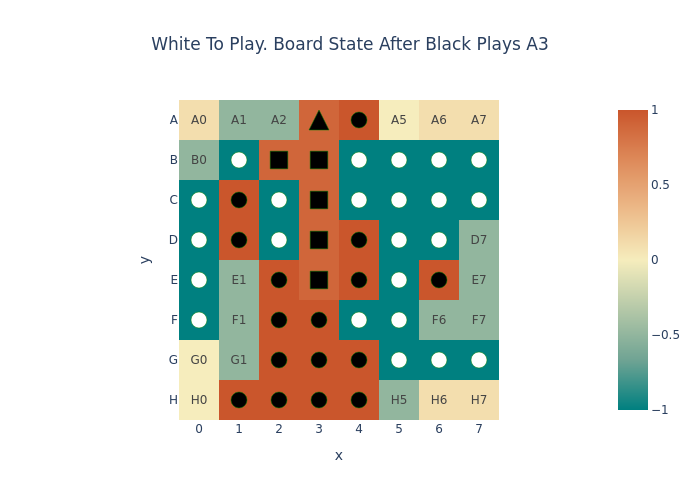 White To Play. Board State After Black Plays A3
A A0 A1 A2 A5 A6 A7
B B0
C
D D7
E E1 E7
F F1 F6 F7
G G0 G1
H H0 H5 H6 H7
0 1 2 3 4 5 6 7
x
y
1
0.5
0
−0.5
−1